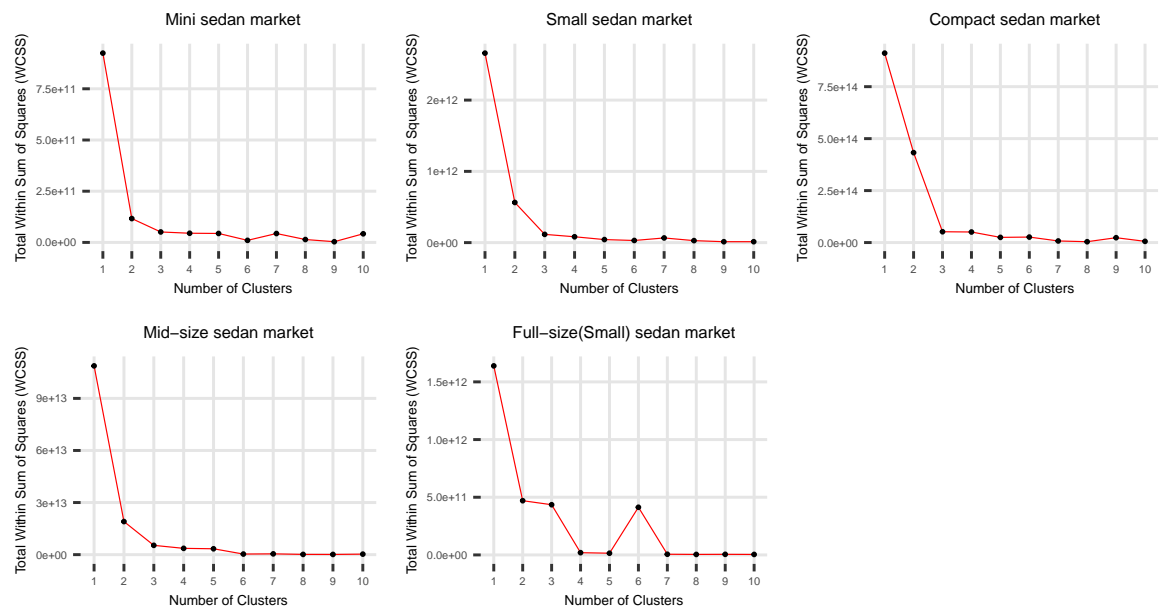 Mini sedan market
Total Within Sum of Squares (WCSS)
7.5e+11
5.0e+11
2.5e+11
0.0e+00
1 2 3 4 5 6 7 8 9 10
Number of Clusters
Small sedan market
Total Within Sum of Squares (WCSS)
2e+12
1e+12
0e+00
1 2 3 4 5 6 7 8 9 10
Number of Clusters
Compact sedan market
Total Within Sum of Squares (WCSS)
7.5e+14
5.0e+14
2.5e+14
0.0e+00
1 2 3 4 5 6 7 8 9 10
Number of Clusters
Mid−size sedan market
Total Within Sum of Squares (WCSS)
9e+13
6e+13
3e+13
0e+00
1 2 3 4 5 6 7 8 9 10
Number of Clusters
Full−size(Small) sedan market
Total Within Sum of Squares (WCSS)
1.5e+12
1.0e+12
5.0e+11
0.0e+00
1 2 3 4 5 6 7 8 9 10
Number of Clusters